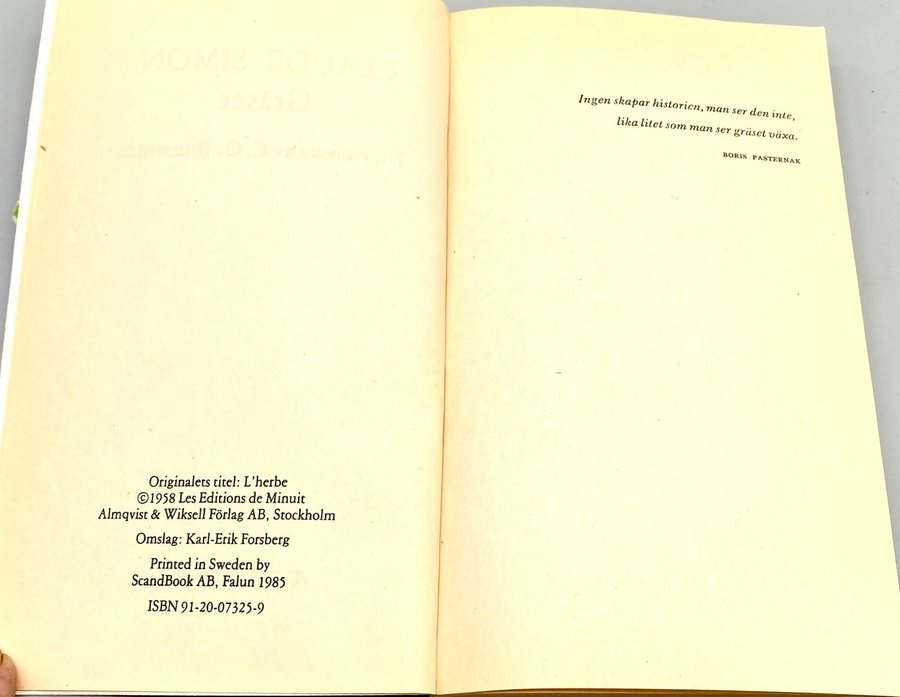 Originalets titel: L'herbe
©1958 Les Editions de Minuit
Almqvist & Wiksell Förlag AB, Stockholm
Omslag: Karl-Erik Forsberg
Printed in Sweden by
ScandBook AB, Falun 1985
ISBN 91-20-07325-9
Ingen skapar historien, man ser den inte,
lika litet som man ser gräset växa.
BORIS PASTERNAK